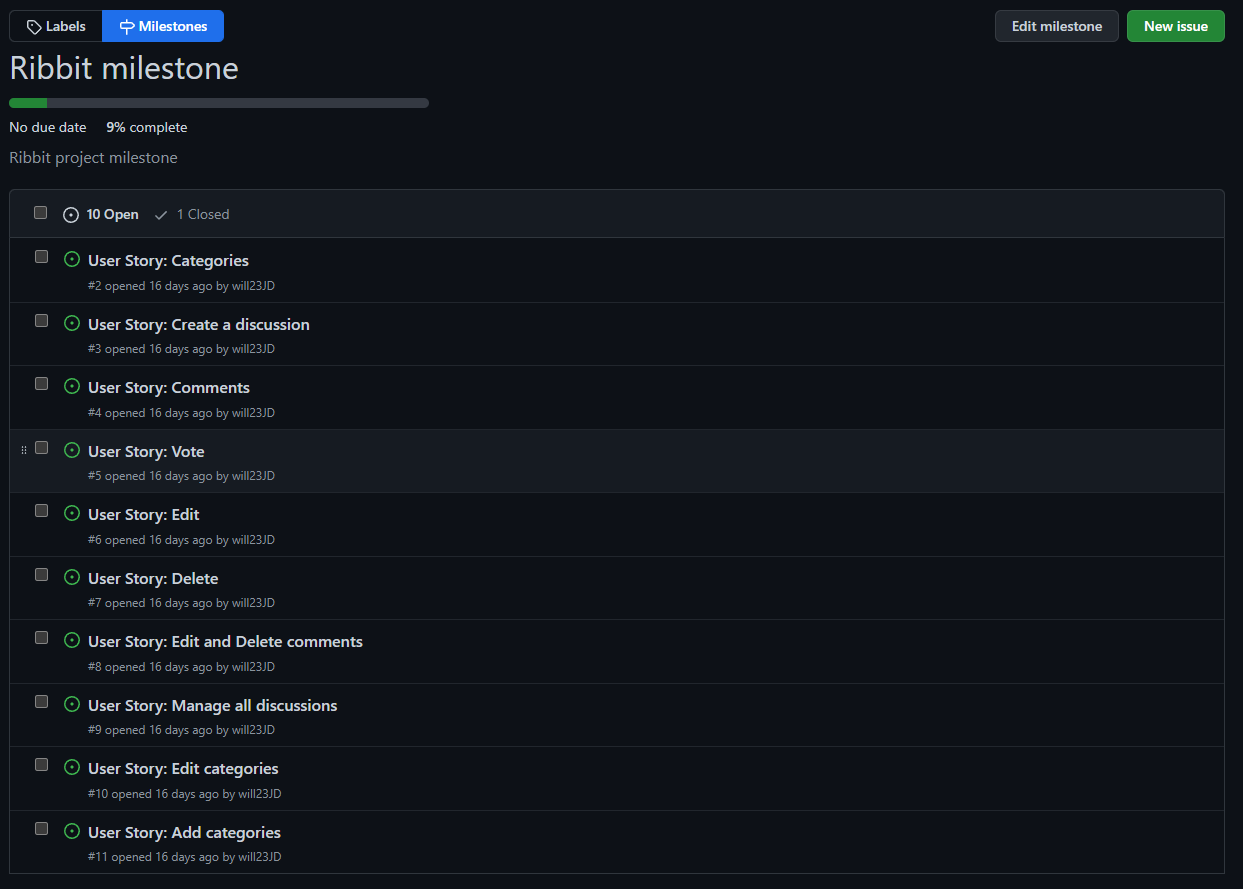 Labels Milestones Edit milestone New issue
Ribbit milestone
No due date 9% complete
Ribbit project milestone
10 Open 1 Closed
User Story: Categories
#2 opened 16 days ago by will23JD
User Story: Create a discussion
#3 opened 16 days ago by will23JD
User Story: Comments
#4 opened 16 days ago by will23JD
User Story: Vote
#5 opened 16 days ago by will23JD
User Story: Edit
#6 opened 16 days ago by will23JD
User Story: Delete
#7 opened 16 days ago by will23JD
User Story: Edit and Delete comments
#8 opened 16 days ago by will23JD
User Story: Manage all discussions
#9 opened 16 days ago by will23JD
User Story: Edit categories
#10 opened 16 days ago by will23JD
User Story: Add categories
#11 opened 16 days ago by will23JD